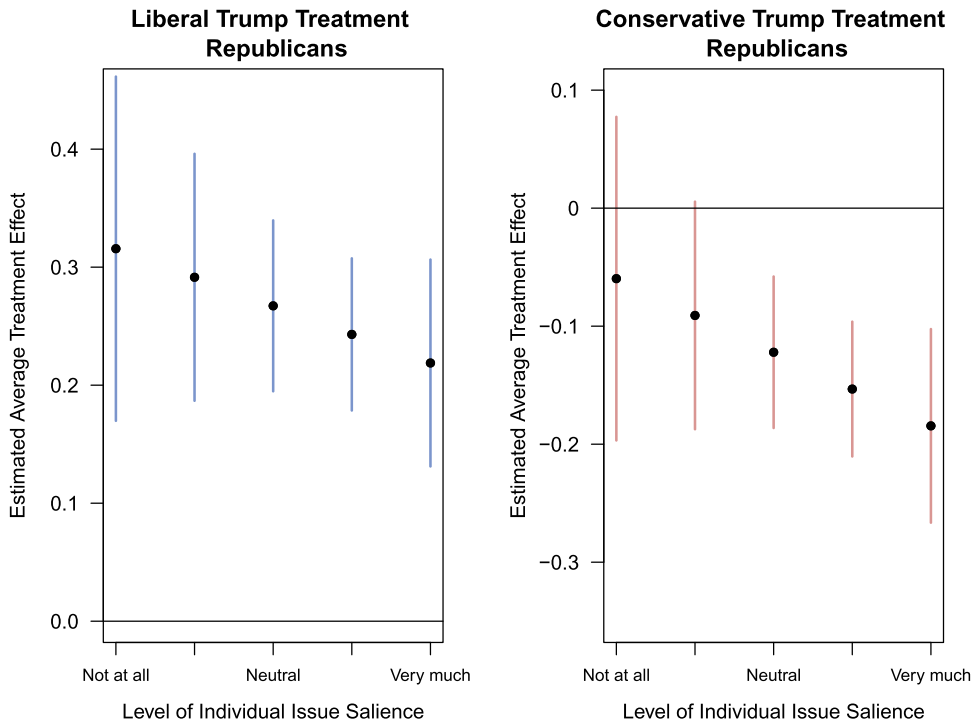 Liberal Trump Treatment
Republicans
Estimated Average Treatment Effect
0.4
0.3
0.2
0.1
0.0
Not at all
Neutral
Very much
Level of Individual Issue Salience
Conservative Trump Treatment
Republicans
Estimated Average Treatment Effect
0.1
0
−0.1
−0.2
−0.3
Not at all
Neutral
Very much
Level of Individual Issue Salience